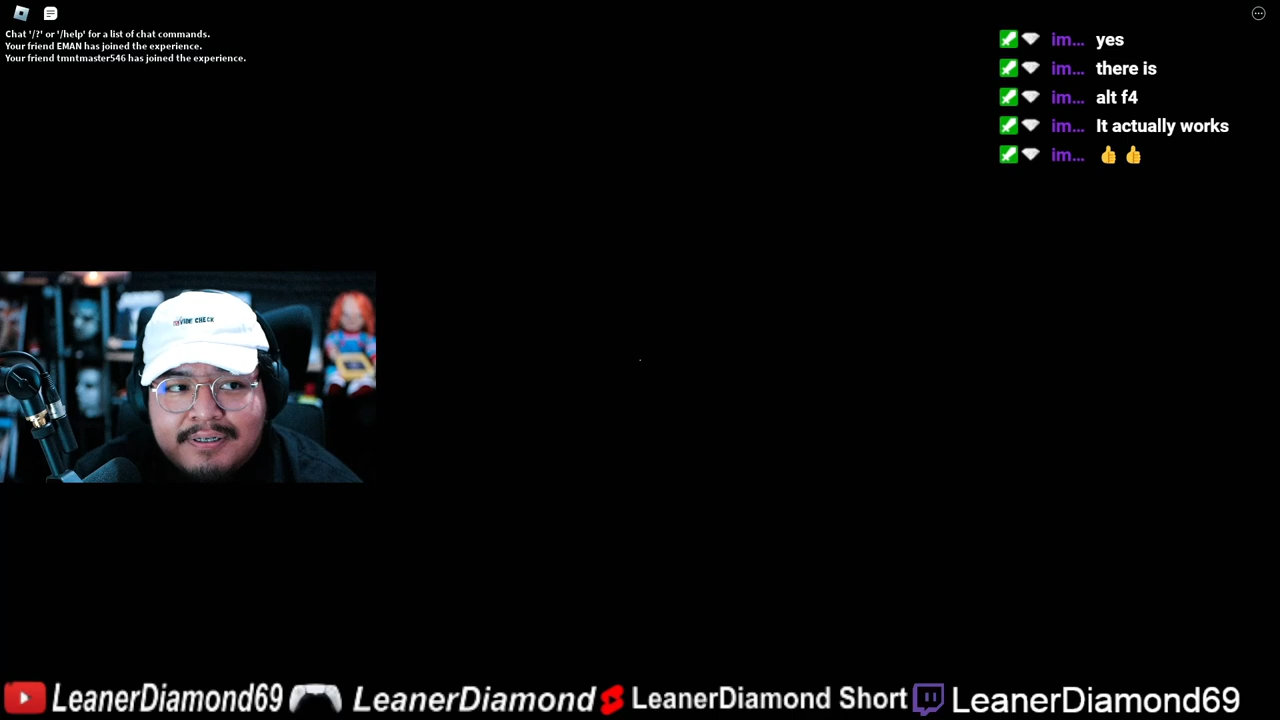 Chat '/?' or '/help' for a list of chat commands.
Your friend EMAN has joined the experience.
Your friend tmntmaster546 has joined the experience.
im... yes
im... there is
im... alt f4
im... It actually works
im... 👍 👍
VIBE CHECK
LeanerDiamond69 LeanerDiamond LeanerDiamond Short LeanerDiamond69